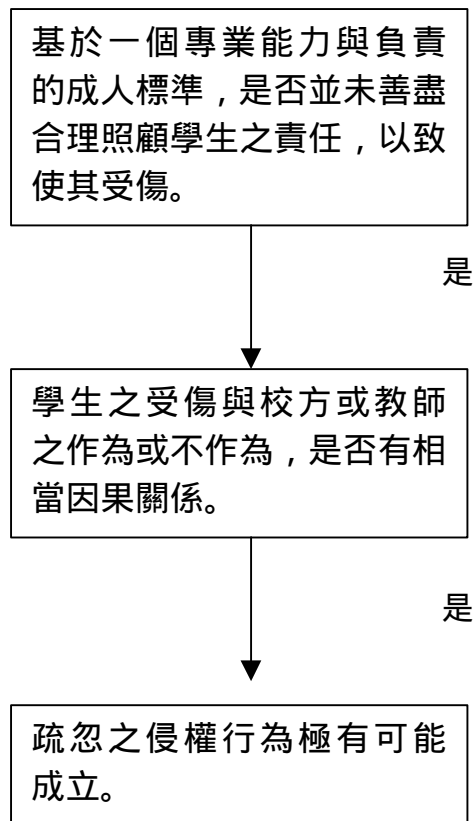 基於一個專業能力與負責
的成人標準，是否並未善盡
合理照顧學生之責任，以致
使其受傷。
是
學生之受傷與校方或教師
之作為或不作為，是否有相
當因果關係。
是
疏忽之侵權行為極有可能
成立。